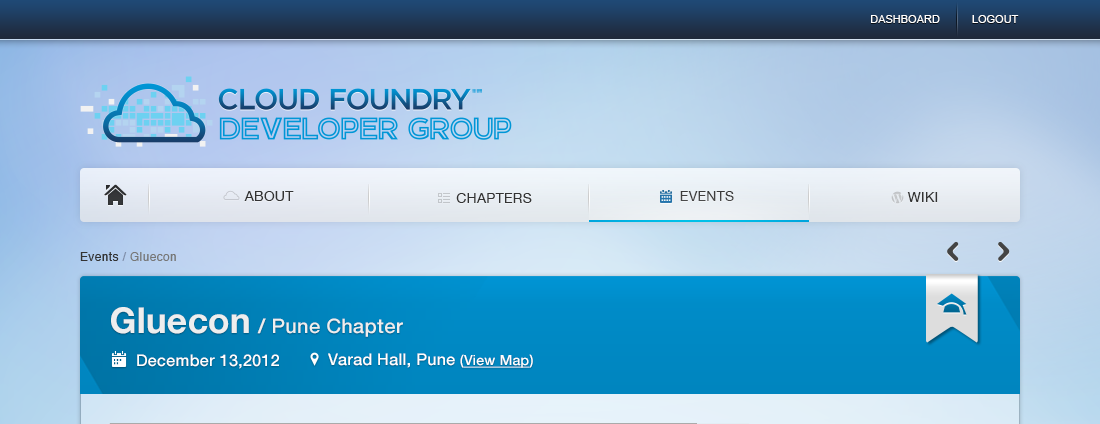 DASHBOARD LOGOUT
CLOUD FOUNDRY™
DEVELOPER GROUP
ABOUT CHAPTERS EVENTS WIKI
Events / Gluecon
Gluecon / Pune Chapter
December 13,2012 Varad Hall, Pune (View Map)